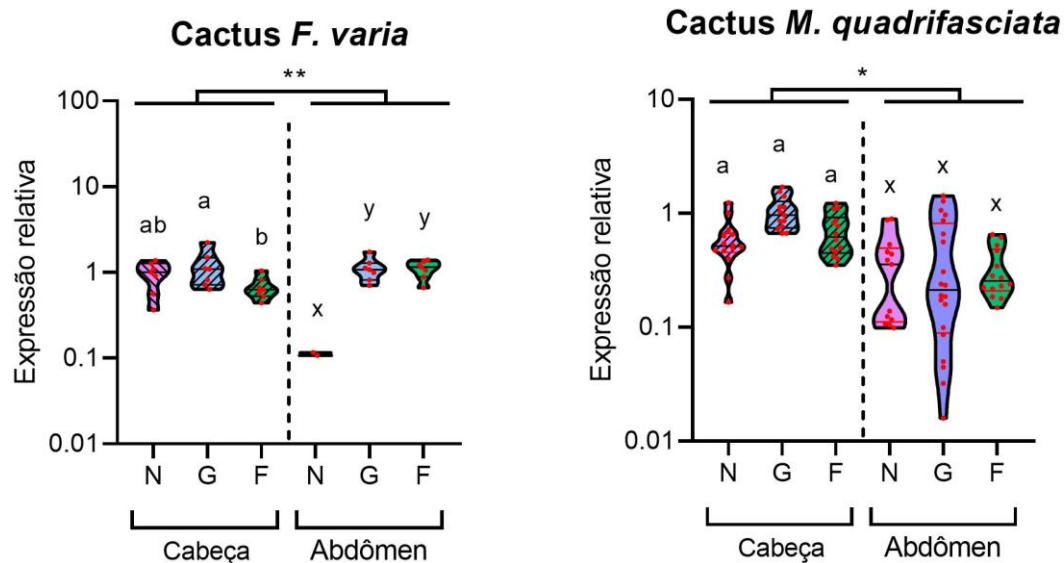 Cactus F. varia
**
Expressão relativa
100
10
1
0.1
0.01
ab
a
b
x
y
y
N G F N G F
Cabeça Abdômen
Cactus M. quadrifasciata
*
Expressão relativa
10
1
0.1
0.01
a
a
a
x
x
x
N G F N G F
Cabeça Abdômen